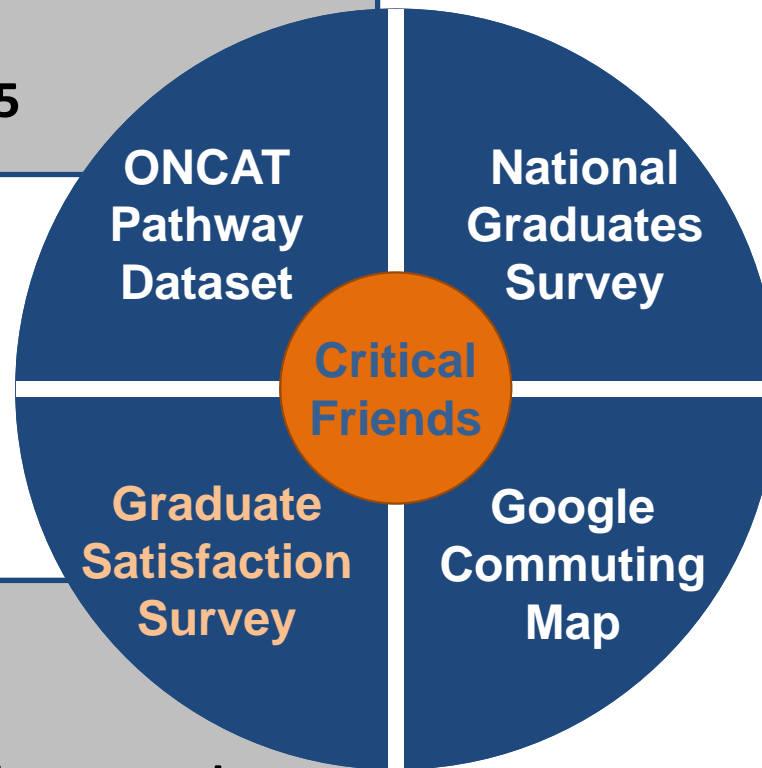 5
ONCAT
Pathway
Dataset
National
Graduates
Survey
Critical
Friends
Graduate
Satisfaction
Survey
Google
Commuting
Map